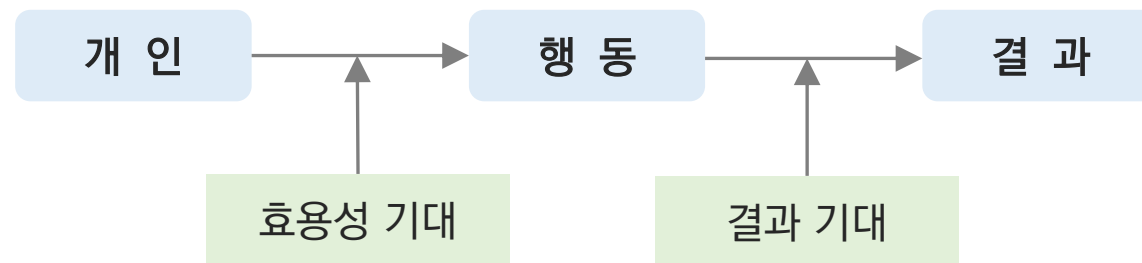 개 인
행 동
결 과
효용성 기대
결과 기대